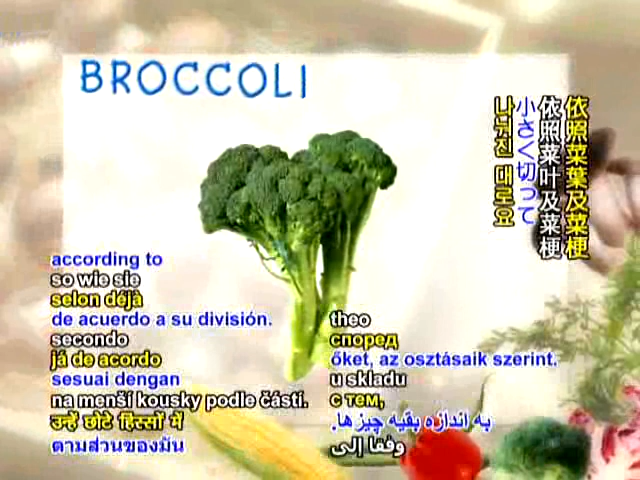 BROCCOLI
依照菜葉及菜梗
依照菜叶及菜梗
小さく切って
나뉘진 대로요
according to
so wie sie
selon déjà
de acuerdo a su división.
secondo
já de acordo
sesuai dengan
na menší kousky podle částí.
उन्हें छोटे हिस्सों में
ตามส่วนของมัน
theo
според
őket, az osztásaik szerint.
u skladu
с тем,
به اندازه بقیه چیز ها.
وفقا إلى